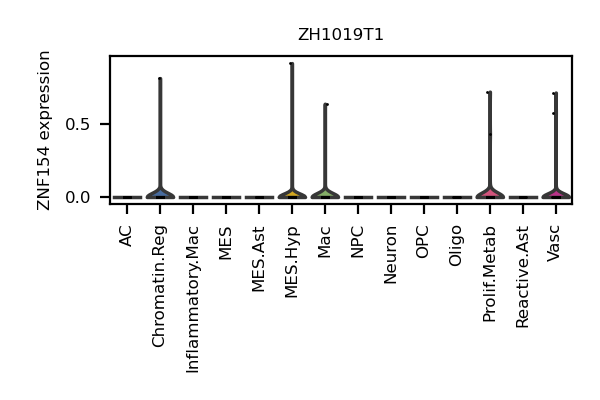 ZH1019T1
ZNF154 expression
0.5
0.0
AC
Chromatin.Reg
Inflammatory.Mac
MES
MES.Ast
MES.Hyp
Mac
NPC
Neuron
OPC
Oligo
Prolif.Metab
Reactive.Ast
Vasc